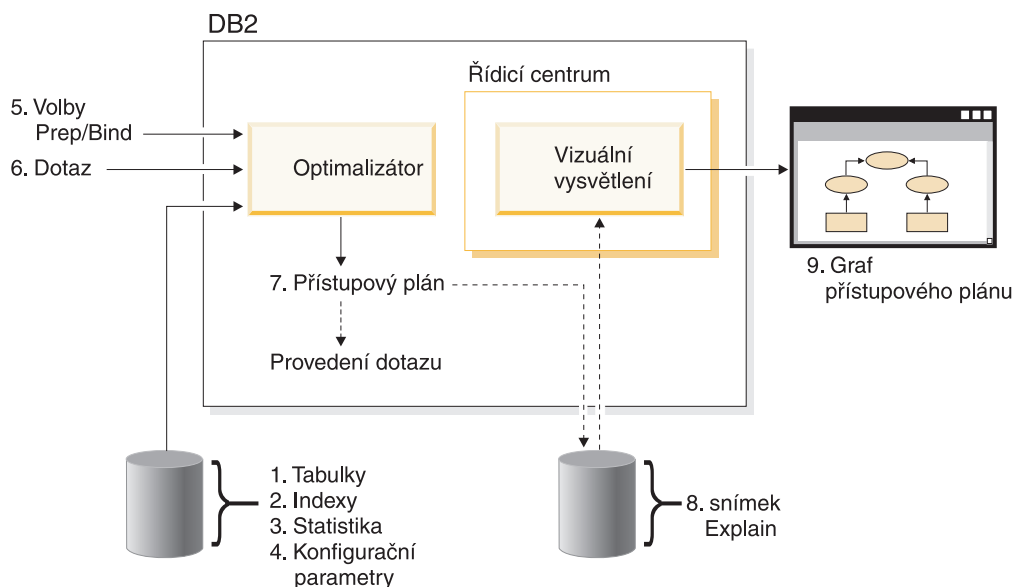 DB2
Řídicí centrum
5. Volby
Prep/Bind
6. Dotaz
Optimalizátor
Vizuální
vysvětlení
7. Přístupový plán
9. Graf
přístupového plánu
Provedení dotazu
1. Tabulky
2. Indexy
3. Statistika
4. Konfigurační
parametry
8. snímek
Explain